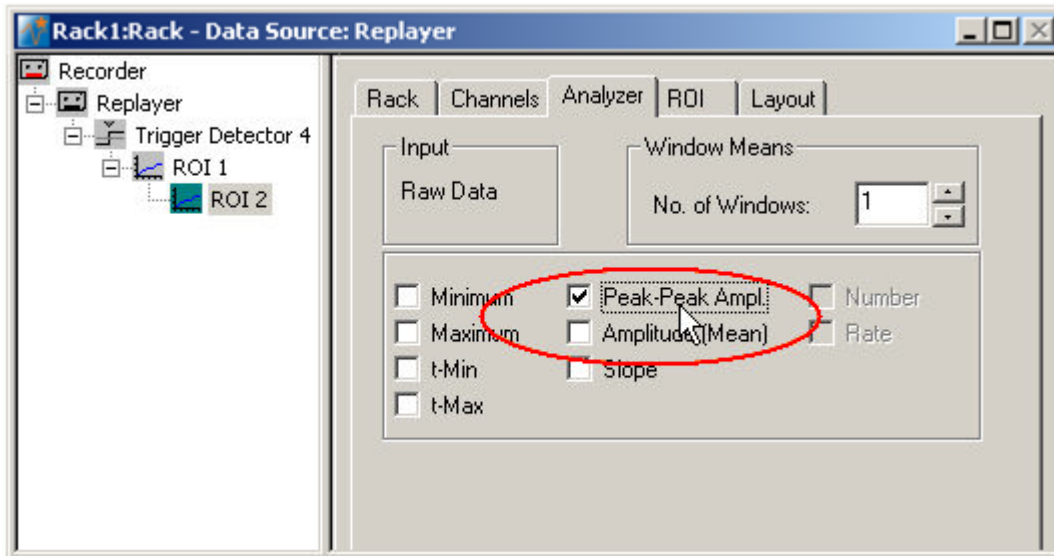 Rack1:Rack - Data Source: Replayer
Recorder
Replayer
Trigger Detector 4
ROI 1
ROI 2
Rack Channels Analyzer ROI Layout
Input
Raw Data
Window Means
No. of Windows: 1
Minimum Peak-Peak Ampl. Number
Maximum Amplitude (Mean) Rate
t-Min Slope
t-Max